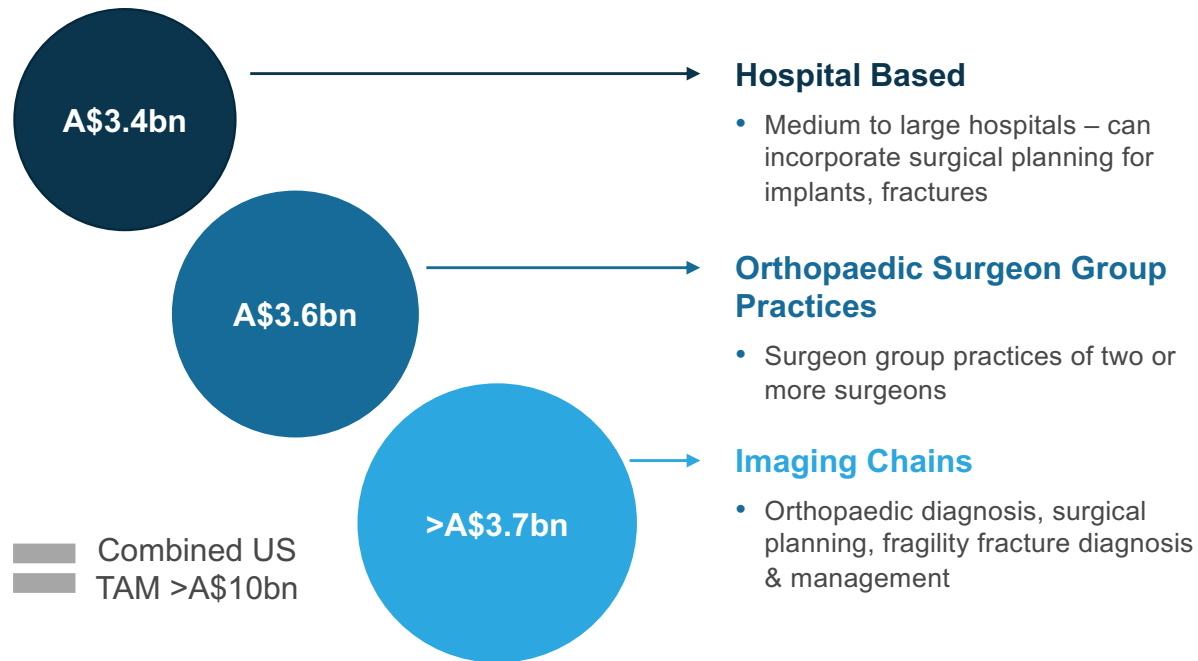 A$3.4bn
Hospital Based
• Medium to large hospitals – can
incorporate surgical planning for
implants, fractures
A$3.6bn
Orthopaedic Surgeon Group
Practices
• Surgeon group practices of two or
more surgeons
>A$3.7bn
Imaging Chains
• Orthopaedic diagnosis, surgical
planning, fragility fracture diagnosis
& management
Combined US
TAM >A$10bn